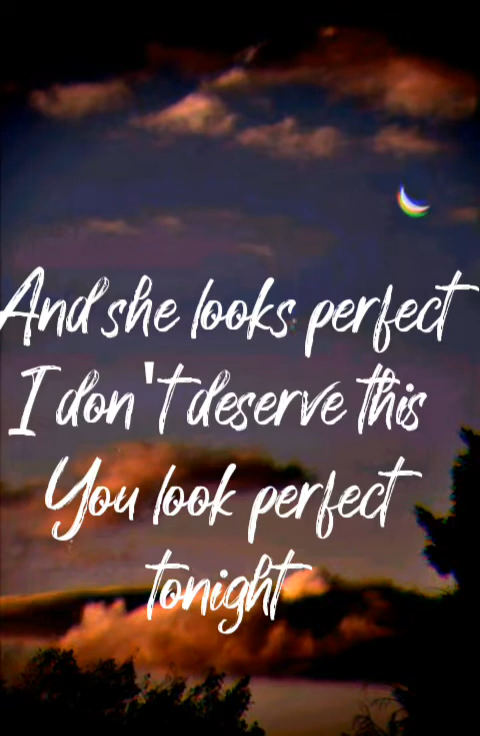 And she looks perfect
I don't deserve this
You look perfect
tonight